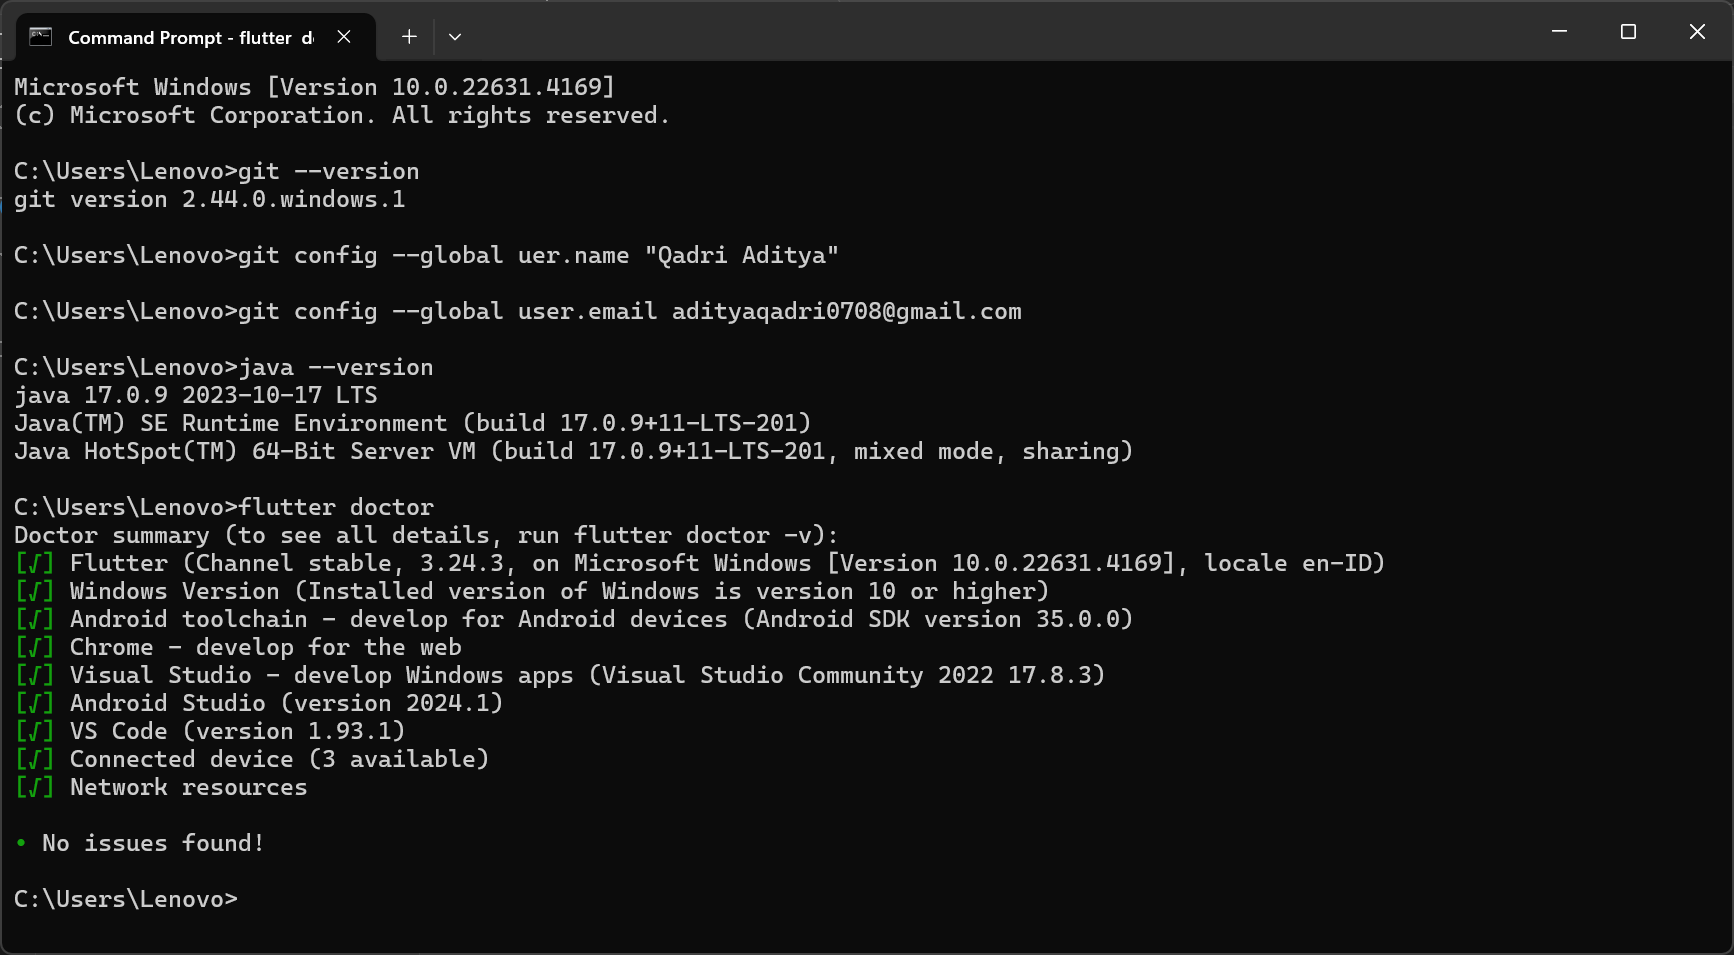 Command Prompt - flutter d
Microsoft Windows [Version 10.0.22631.4169]
(c) Microsoft Corporation. All rights reserved.
C:\Users\Lenovo>git --version
git version 2.44.0.windows.1
C:\Users\Lenovo>git config --global uer.name "Qadri Aditya"
C:\Users\Lenovo>git config --global user.email adityaqadri0708@gmail.com
C:\Users\Lenovo>java --version
java 17.0.9 2023-10-17 LTS
Java(TM) SE Runtime Environment (build 17.0.9+11-LTS-201)
Java HotSpot(TM) 64-Bit Server VM (build 17.0.9+11-LTS-201, mixed mode, sharing)
C:\Users\Lenovo>flutter doctor
Doctor summary (to see all details, run flutter doctor -v):
[√] Flutter (Channel stable, 3.24.3, on Microsoft Windows [Version 10.0.22631.4169], locale en-ID)
[√] Windows Version (Installed version of Windows is version 10 or higher)
[√] Android toolchain - develop for Android devices (Android SDK version 35.0.0)
[√] Chrome - develop for the web
[√] Visual Studio - develop Windows apps (Visual Studio Community 2022 17.8.3)
[√] Android Studio (version 2024.1)
[√] VS Code (version 1.93.1)
[√] Connected device (3 available)
[√] Network resources
• No issues found!
C:\Users\Lenovo>